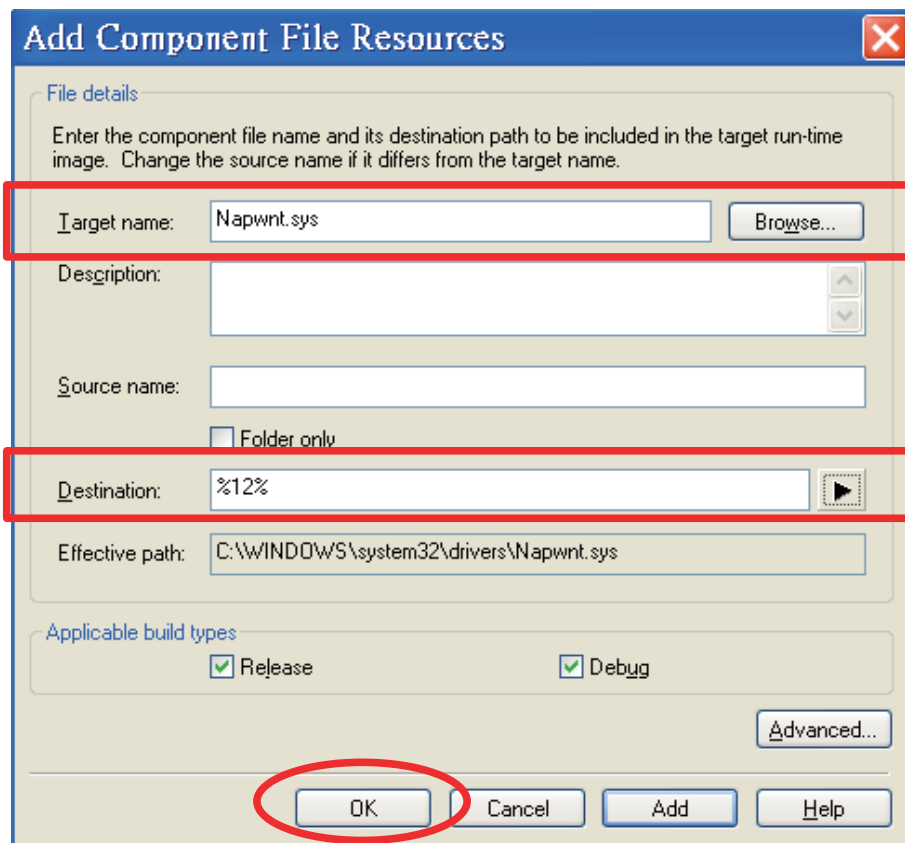 Add Component File Resources
File details
Enter the component file name and its destination path to be included in the target run-time
image. Change the source name if it differs from the target name.
Target name: Napwnt.sys Browse...
Description:
Source name:
Folder only
Destination: %12%
Effective path: C:\WINDOWS\system32\drivers\Napwnt.sys
Applicable build types
Release Debug
Advanced...
OK Cancel Add Help